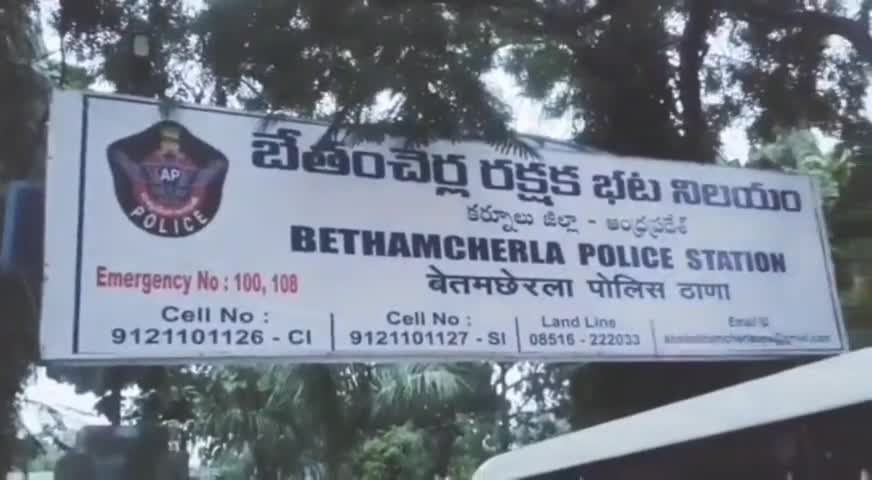 బేతంచెర్ల రక్షక భట నిలయం
కర్నూలు జిల్లా - ఆంధ్రప్రదేశ్
AP
POLICE
BETHAMCHERLA POLICE STATION
बेतमछेरला पोलिस ठाणा
Emergency No : 100, 108
Cell No :
9121101126 - CI
Cell No :
9121101127 - SI
Land Line
08516 - 222033
Email id